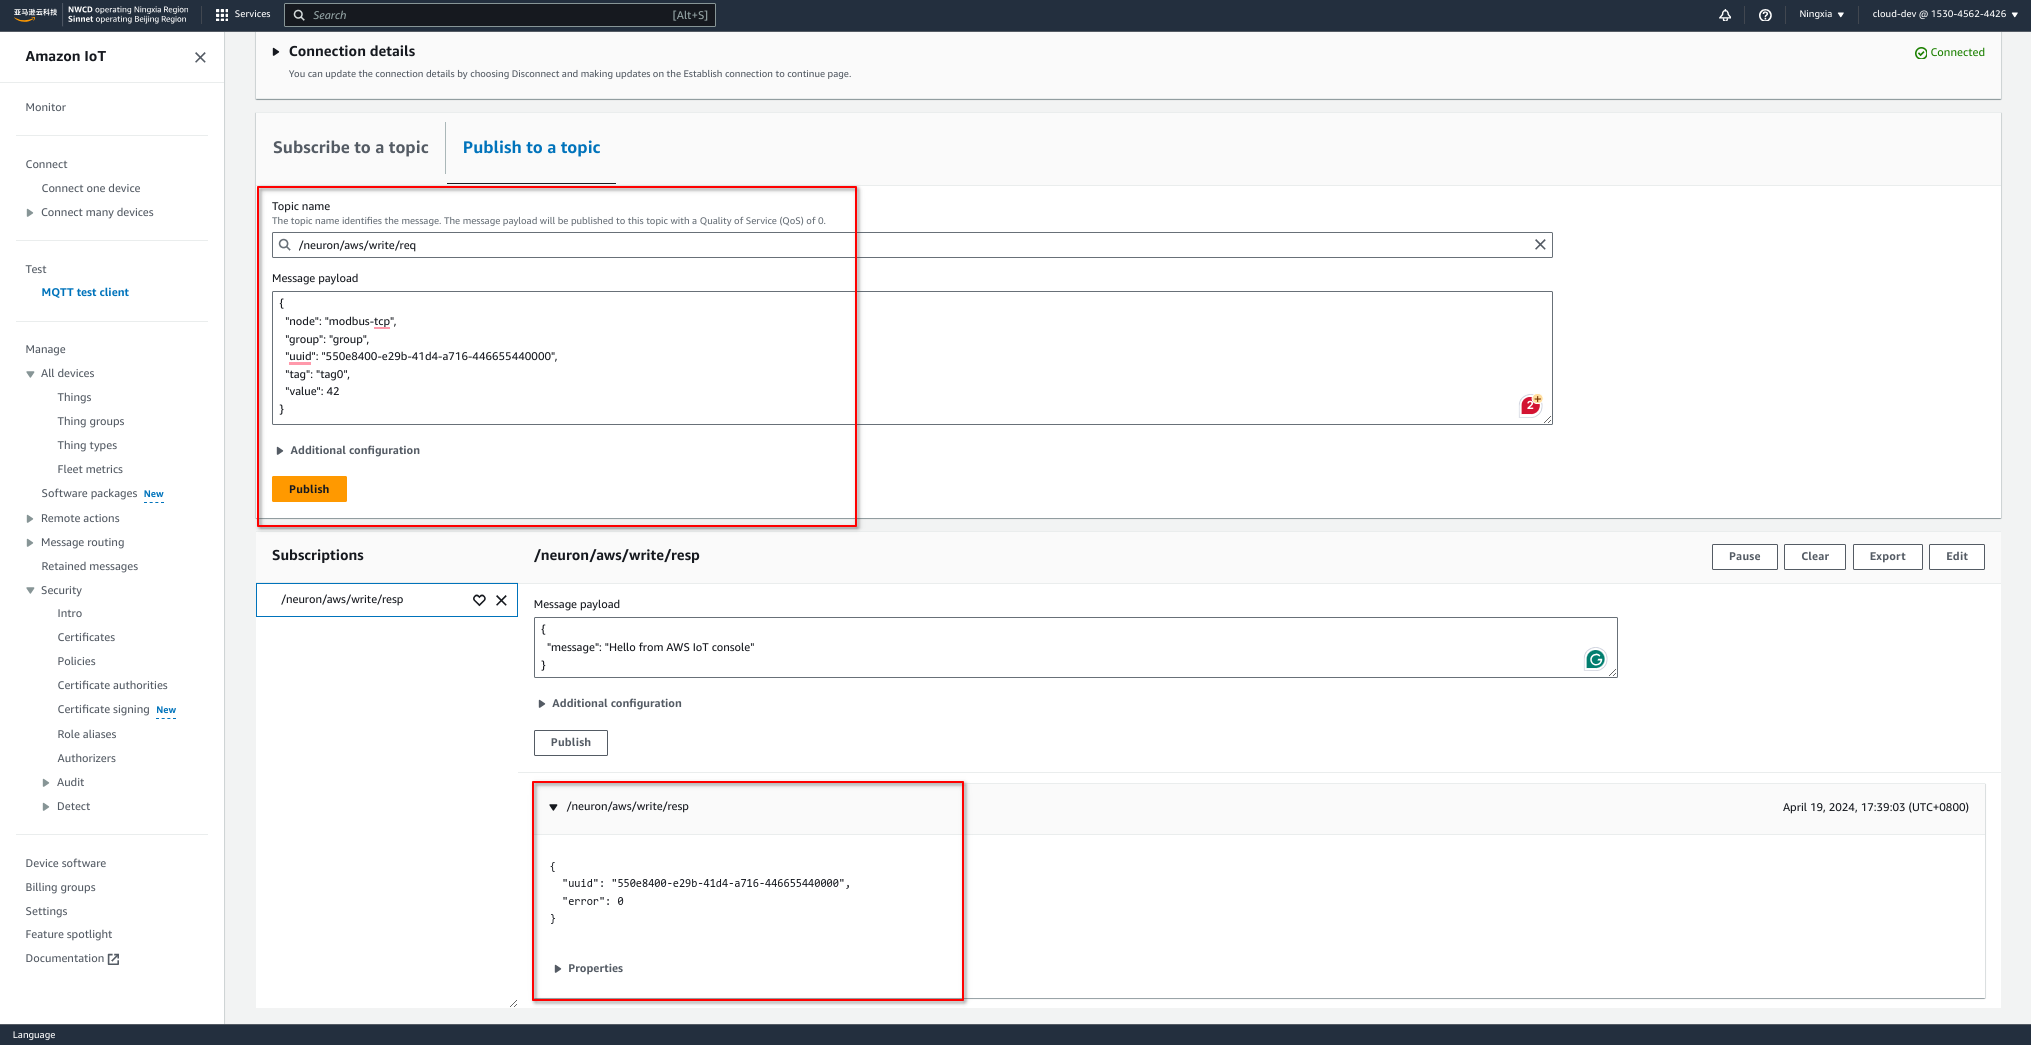 亚马逊云科技
NWCD operating Ningxia Region
Sinnet operating Beijing Region
Services
Search
[Alt+S]
Ningxia
cloud-dev @ 1530-4562-4426
Amazon IoT
Monitor
Connect
Connect one device
Connect many devices
Test
MQTT test client
Manage
All devices
Things
Thing groups
Thing types
Fleet metrics
Software packages New
Remote actions
Message routing
Retained messages
Security
Intro
Certificates
Policies
Certificate authorities
Certificate signing New
Role aliases
Authorizers
Audit
Detect
Device software
Billing groups
Settings
Feature spotlight
Documentation
Connection details
Connected
You can update the connection details by choosing Disconnect and making updates on the Establish connection to continue page.
Subscribe to a topic
Publish to a topic
Topic name
The topic name identifies the message. The message payload will be published to this topic with a Quality of Service (QoS) of 0.
/neuron/aws/write/req
Message payload
{
"node": "modbus-tcp",
"group": "group",
"uuid": "550e8400-e29b-41d4-a716-446655440000",
"tag": "tag0",
"value": 42
}
2
Additional configuration
Publish
Subscriptions
/neuron/aws/write/resp
Pause
Clear
Export
Edit
/neuron/aws/write/resp
Message payload
{
"message": "Hello from AWS IoT console"
}
Additional configuration
Publish
/neuron/aws/write/resp
April 19, 2024, 17:39:03 (UTC+0800)
{
"uuid": "550e8400-e29b-41d4-a716-446655440000",
"error": 0
}
Properties
Language